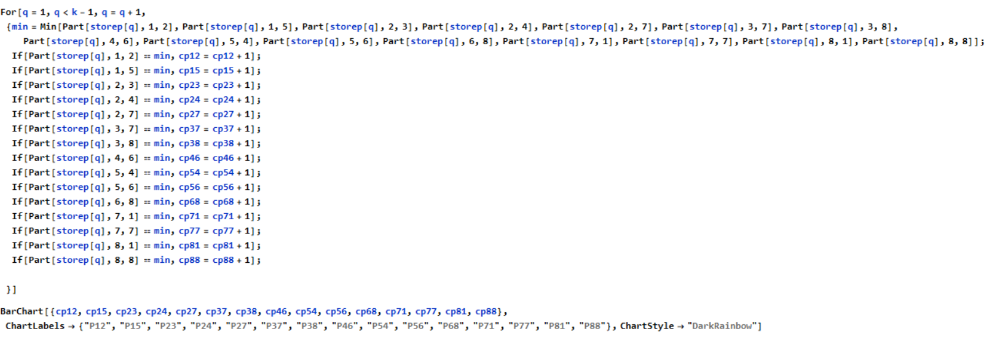 For[q = 1, q < k - 1, q = q + 1,
{min = Min[Part[storep[q], 1, 2], Part[storep[q], 1, 5], Part[storep[q], 2, 3], Part[storep[q], 2, 4], Part[storep[q], 2, 7], Part[storep[q], 3, 7], Part[storep[q], 3, 8],
Part[storep[q], 4, 6], Part[storep[q], 5, 4], Part[storep[q], 5, 6], Part[storep[q], 6, 8], Part[storep[q], 7, 1], Part[storep[q], 7, 7], Part[storep[q], 8, 1], Part[storep[q], 8, 8]];
If[Part[storep[q], 1, 2] == min, cp12 = cp12 + 1];
If[Part[storep[q], 1, 5] == min, cp15 = cp15 + 1];
If[Part[storep[q], 2, 3] == min, cp23 = cp23 + 1];
If[Part[storep[q], 2, 4] == min, cp24 = cp24 + 1];
If[Part[storep[q], 2, 7] == min, cp27 = cp27 + 1];
If[Part[storep[q], 3, 7] == min, cp37 = cp37 + 1];
If[Part[storep[q], 3, 8] == min, cp38 = cp38 + 1];
If[Part[storep[q], 4, 6] == min, cp46 = cp46 + 1];
If[Part[storep[q], 5, 4] == min, cp54 = cp54 + 1];
If[Part[storep[q], 5, 6] == min, cp56 = cp56 + 1];
If[Part[storep[q], 6, 8] == min, cp68 = cp68 + 1];
If[Part[storep[q], 7, 1] == min, cp71 = cp71 + 1];
If[Part[storep[q], 7, 7] == min, cp77 = cp77 + 1];
If[Part[storep[q], 8, 1] == min, cp81 = cp81 + 1];
If[Part[storep[q], 8, 8] == min, cp88 = cp88 + 1];
}]
BarChart[{cp12, cp15, cp23, cp24, cp27, cp37, cp38, cp46, cp54, cp56, cp68, cp71, cp77, cp81, cp88},
ChartLabels → {"P12", "P15", "P23", "P24", "P27", "P37", "P38", "P46", "P54", "P56", "P68", "P71", "P77", "P81", "P88"}, ChartStyle → "DarkRainbow"]